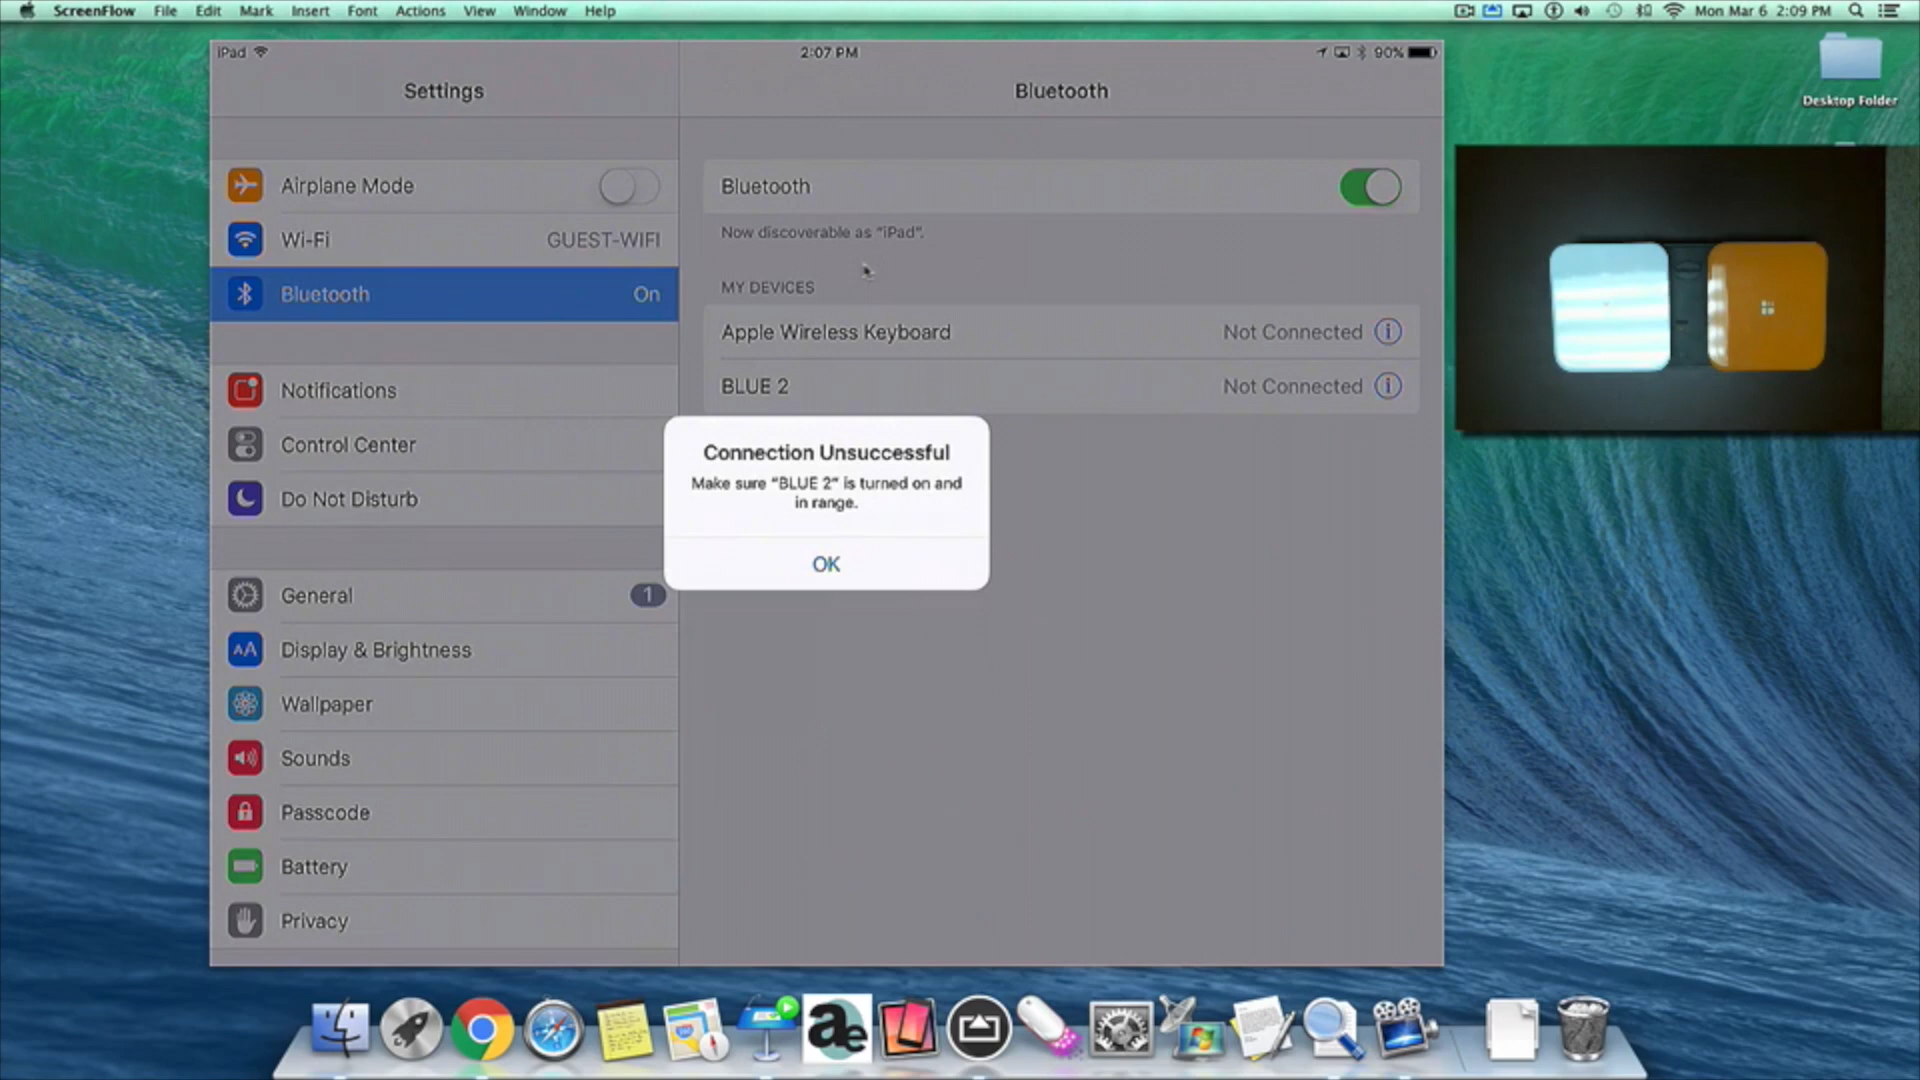 ScreenFlow File Edit Mark Insert Font Actions View Window Help Mon Mar 6 2:09 PM
Desktop Folder
iPad 2:07 PM 90%
Settings
Bluetooth
Airplane Mode
Wi-Fi GUEST-WIFI
Bluetooth On
Notifications
Control Center
Do Not Disturb
General 1
Display & Brightness
Wallpaper
Sounds
Passcode
Battery
Privacy
Bluetooth
Now discoverable as “iPad”.
MY DEVICES
Apple Wireless Keyboard Not Connected
BLUE 2 Not Connected
Connection Unsuccessful
Make sure “BLUE 2” is turned on and
in range.
OK
AA
ae